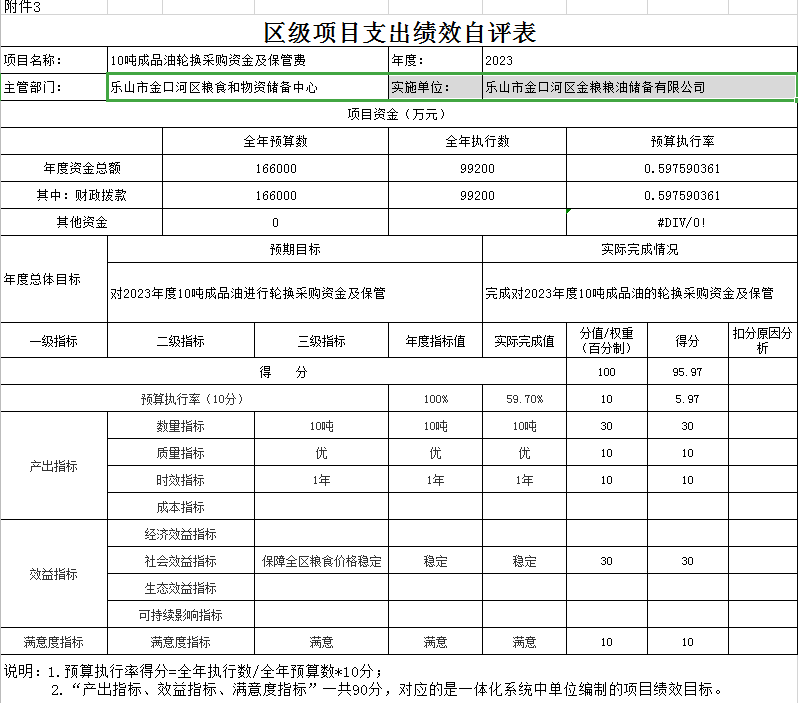 附件3
区级项目支出绩效自评表
项目名称： 10吨成品油轮换采购资金及保管费 年度： 2023
主管部门： 乐山市金口河区粮食和物资储备中心 实施单位： 乐山市金口河区金粮粮油储备有限公司
项目资金（万元）
全年预算数 全年执行数 预算执行率
年度资金总额 166000 99200 0.597590361
其中：财政拨款 166000 99200 0.597590361
其他资金 0 #DIV/0!
年度总体目标 预期目标 实际完成情况
对2023年度10吨成品油进行轮换采购资金及保管 完成对2023年度10吨成品油的轮换采购资金及保管
一级指标 二级指标 三级指标 年度指标值 实际完成值 分值/权重（百分制） 得分 扣分原因分析
得 分 100 95.97
预算执行率（10分） 100% 59.70% 10 5.97
产出指标 数量指标 10吨 10吨 10吨 30 30
质量指标 优 优 优 10 10
时效指标 1年 1年 1年 10 10
成本指标
效益指标 经济效益指标
社会效益指标 保障全区粮食价格稳定 稳定 稳定 30 30
生态效益指标
可持续影响指标
满意度指标 满意度指标 满意 满意 满意 10 10
说明：1.预算执行率得分=全年执行数/全年预算数*10分；
2.“产出指标、效益指标、满意度指标”一共90分，对应的是一体化系统中单位编制的项目绩效目标。